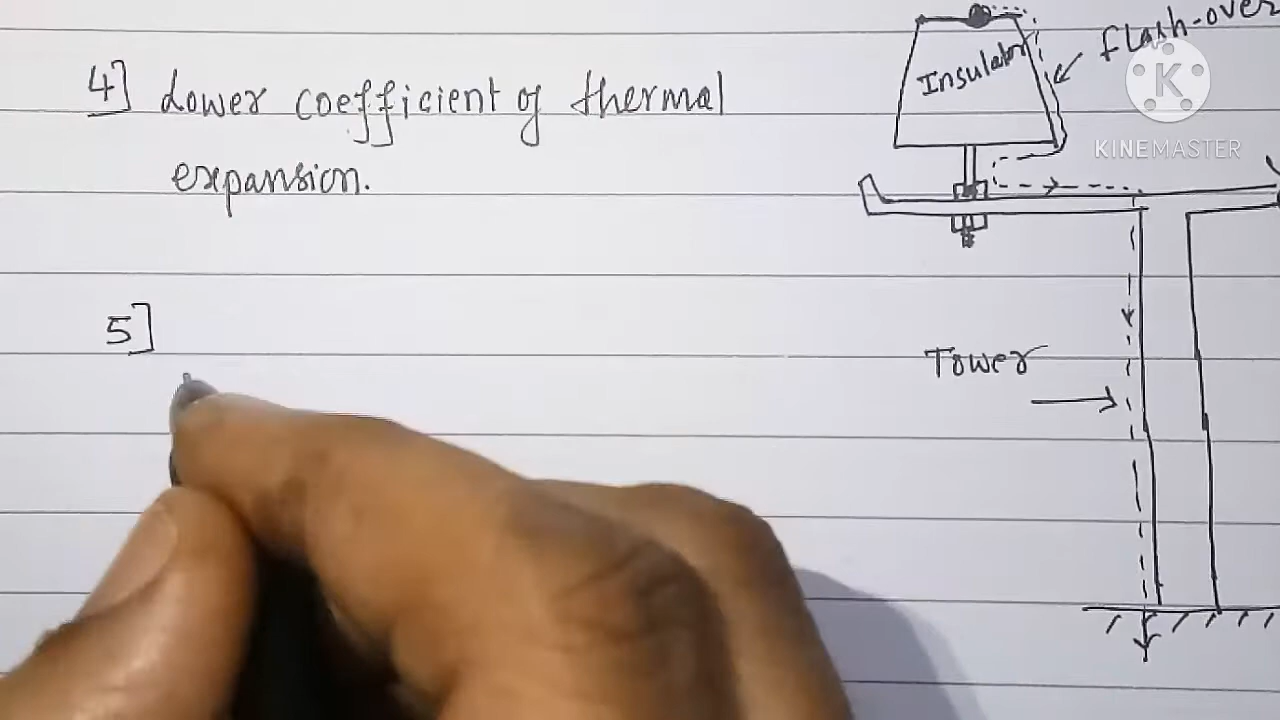 4] Lower coefficient of thermal
expansion.
5]
Insulator
flash-over
K
KINEMASTER
Tower